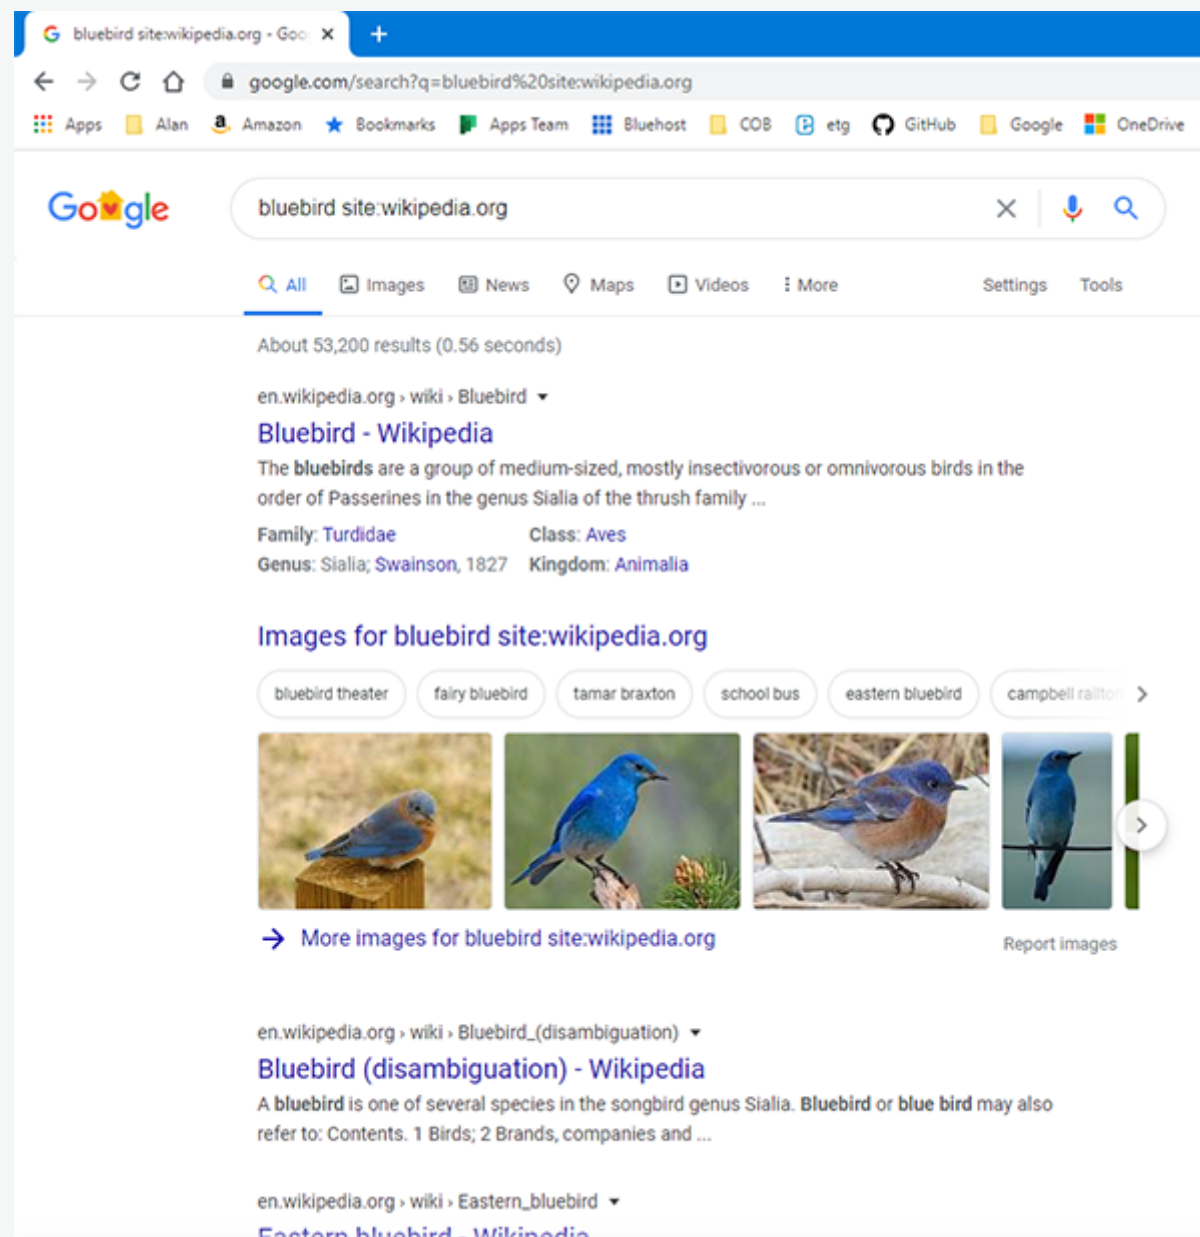 bluebird site:wikipedia.org - Goo
google.com/search?q=bluebird%20site:wikipedia.org
Apps Alan Amazon Bookmarks Apps Team Bluehost COB etg GitHub Google OneDrive
Google
bluebird site:wikipedia.org
All Images News Maps Videos More Settings Tools
About 53,200 results (0.56 seconds)
en.wikipedia.org › wiki › Bluebird
Bluebird - Wikipedia
The bluebirds are a group of medium-sized, mostly insectivorous or omnivorous birds in the
order of Passerines in the genus Sialia of the thrush family ...
Family: Turdidae Class: Aves
Genus: Sialia; Swainson, 1827 Kingdom: Animalia
Images for bluebird site:wikipedia.org
bluebird theater fairy bluebird tamar braxton school bus eastern bluebird campbell railton
More images for bluebird site:wikipedia.org Report images
en.wikipedia.org › wiki › Bluebird_(disambiguation)
Bluebird (disambiguation) - Wikipedia
A bluebird is one of several species in the songbird genus Sialia. Bluebird or blue bird may also
refer to: Contents. 1 Birds; 2 Brands, companies and ...
en.wikipedia.org › wiki › Eastern_bluebird
Eastern bluebird - Wikipedia